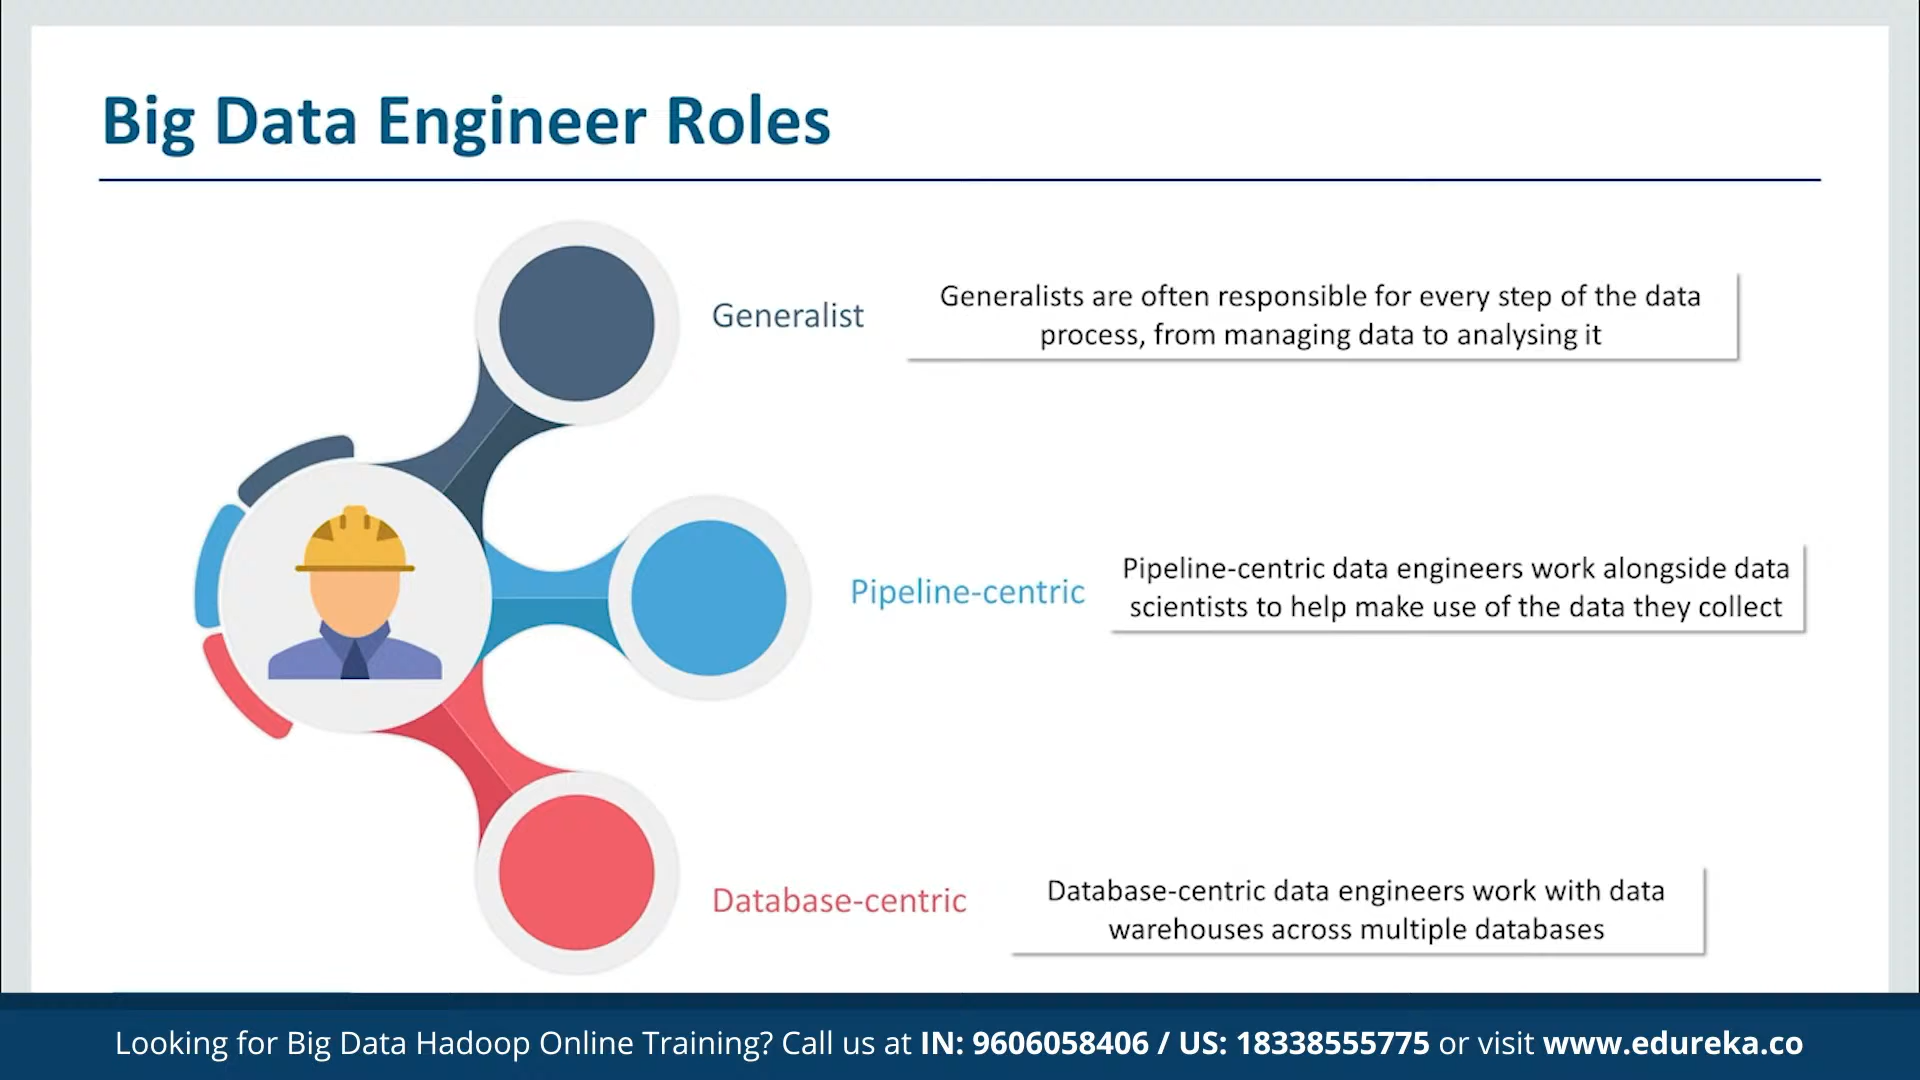 Big Data Engineer Roles
Generalist
Generalists are often responsible for every step of the data
process, from managing data to analysing it
Pipeline-centric
Pipeline-centric data engineers work alongside data
scientists to help make use of the data they collect
Database-centric
Database-centric data engineers work with data
warehouses across multiple databases
Looking for Big Data Hadoop Online Training? Call us at IN: 9606058406 / US: 18338555775 or visit www.edureka.co